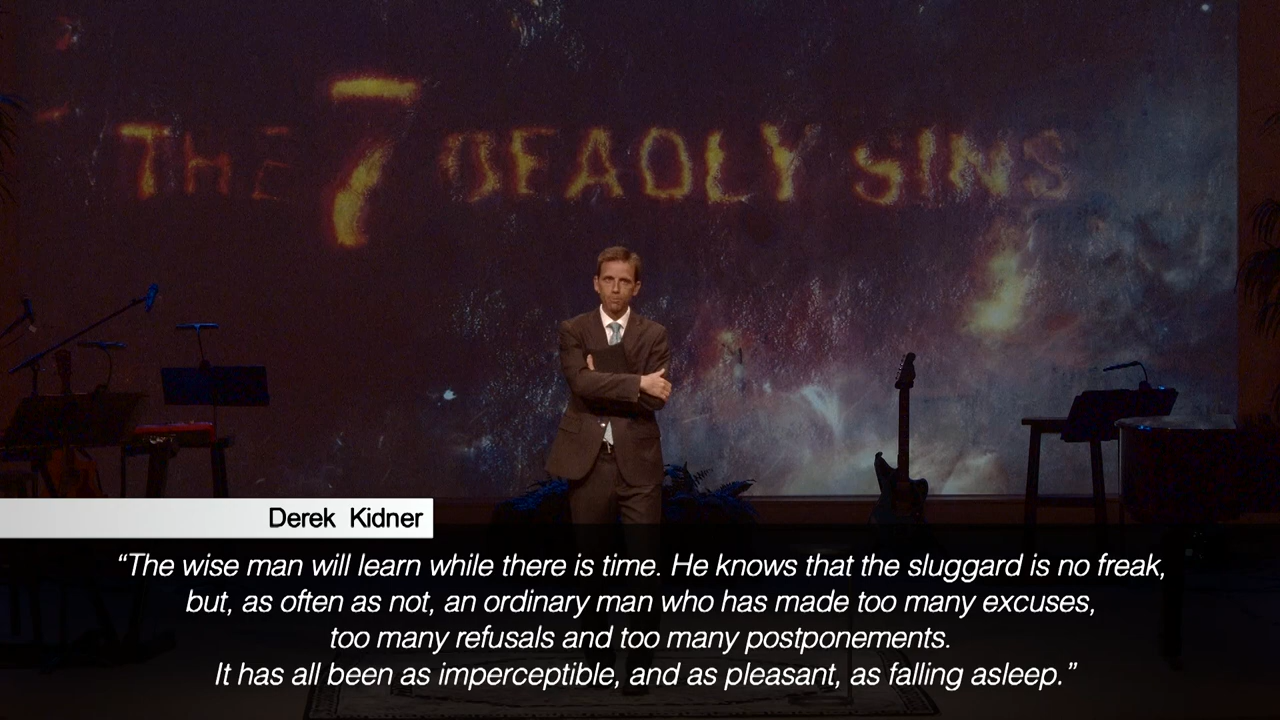 THE 7 DEADLY SINS
Derek Kidner
“The wise man will learn while there is time. He knows that the sluggard is no freak,
but, as often as not, an ordinary man who has made too many excuses,
too many refusals and too many postponements.
It has all been as imperceptible, and as pleasant, as falling asleep.”